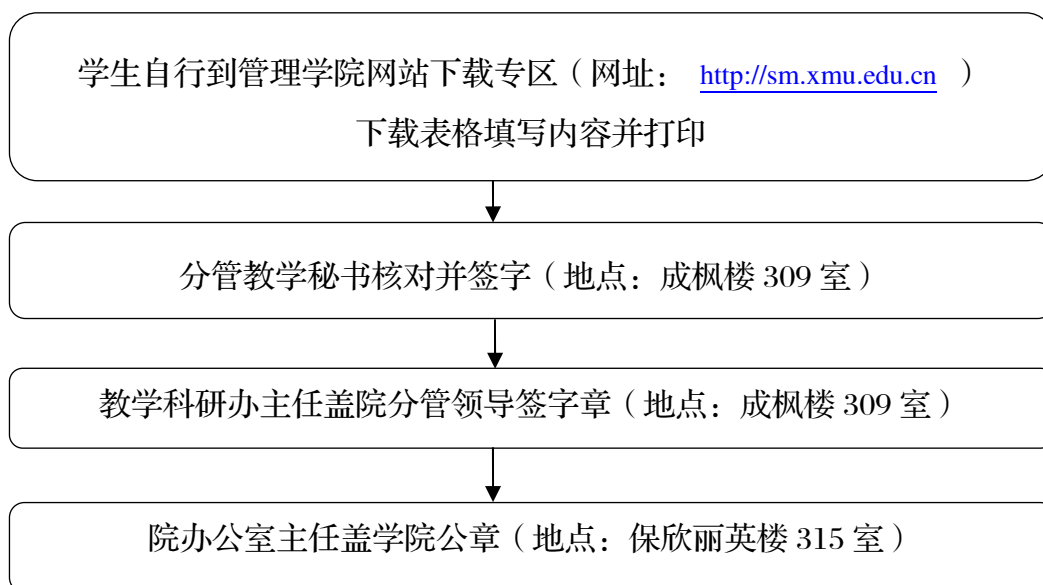 学生自行到管理学院网站下载专区（网址： http://sm.xmu.edu.cn ）
下载表格填写内容并打印
分管教学秘书核对并签字（地点：成枫楼 309 室）
教学科研办主任盖院分管领导签字章（地点：成枫楼 309 室）
院办公室主任盖学院公章（地点：保欣丽英楼 315 室）